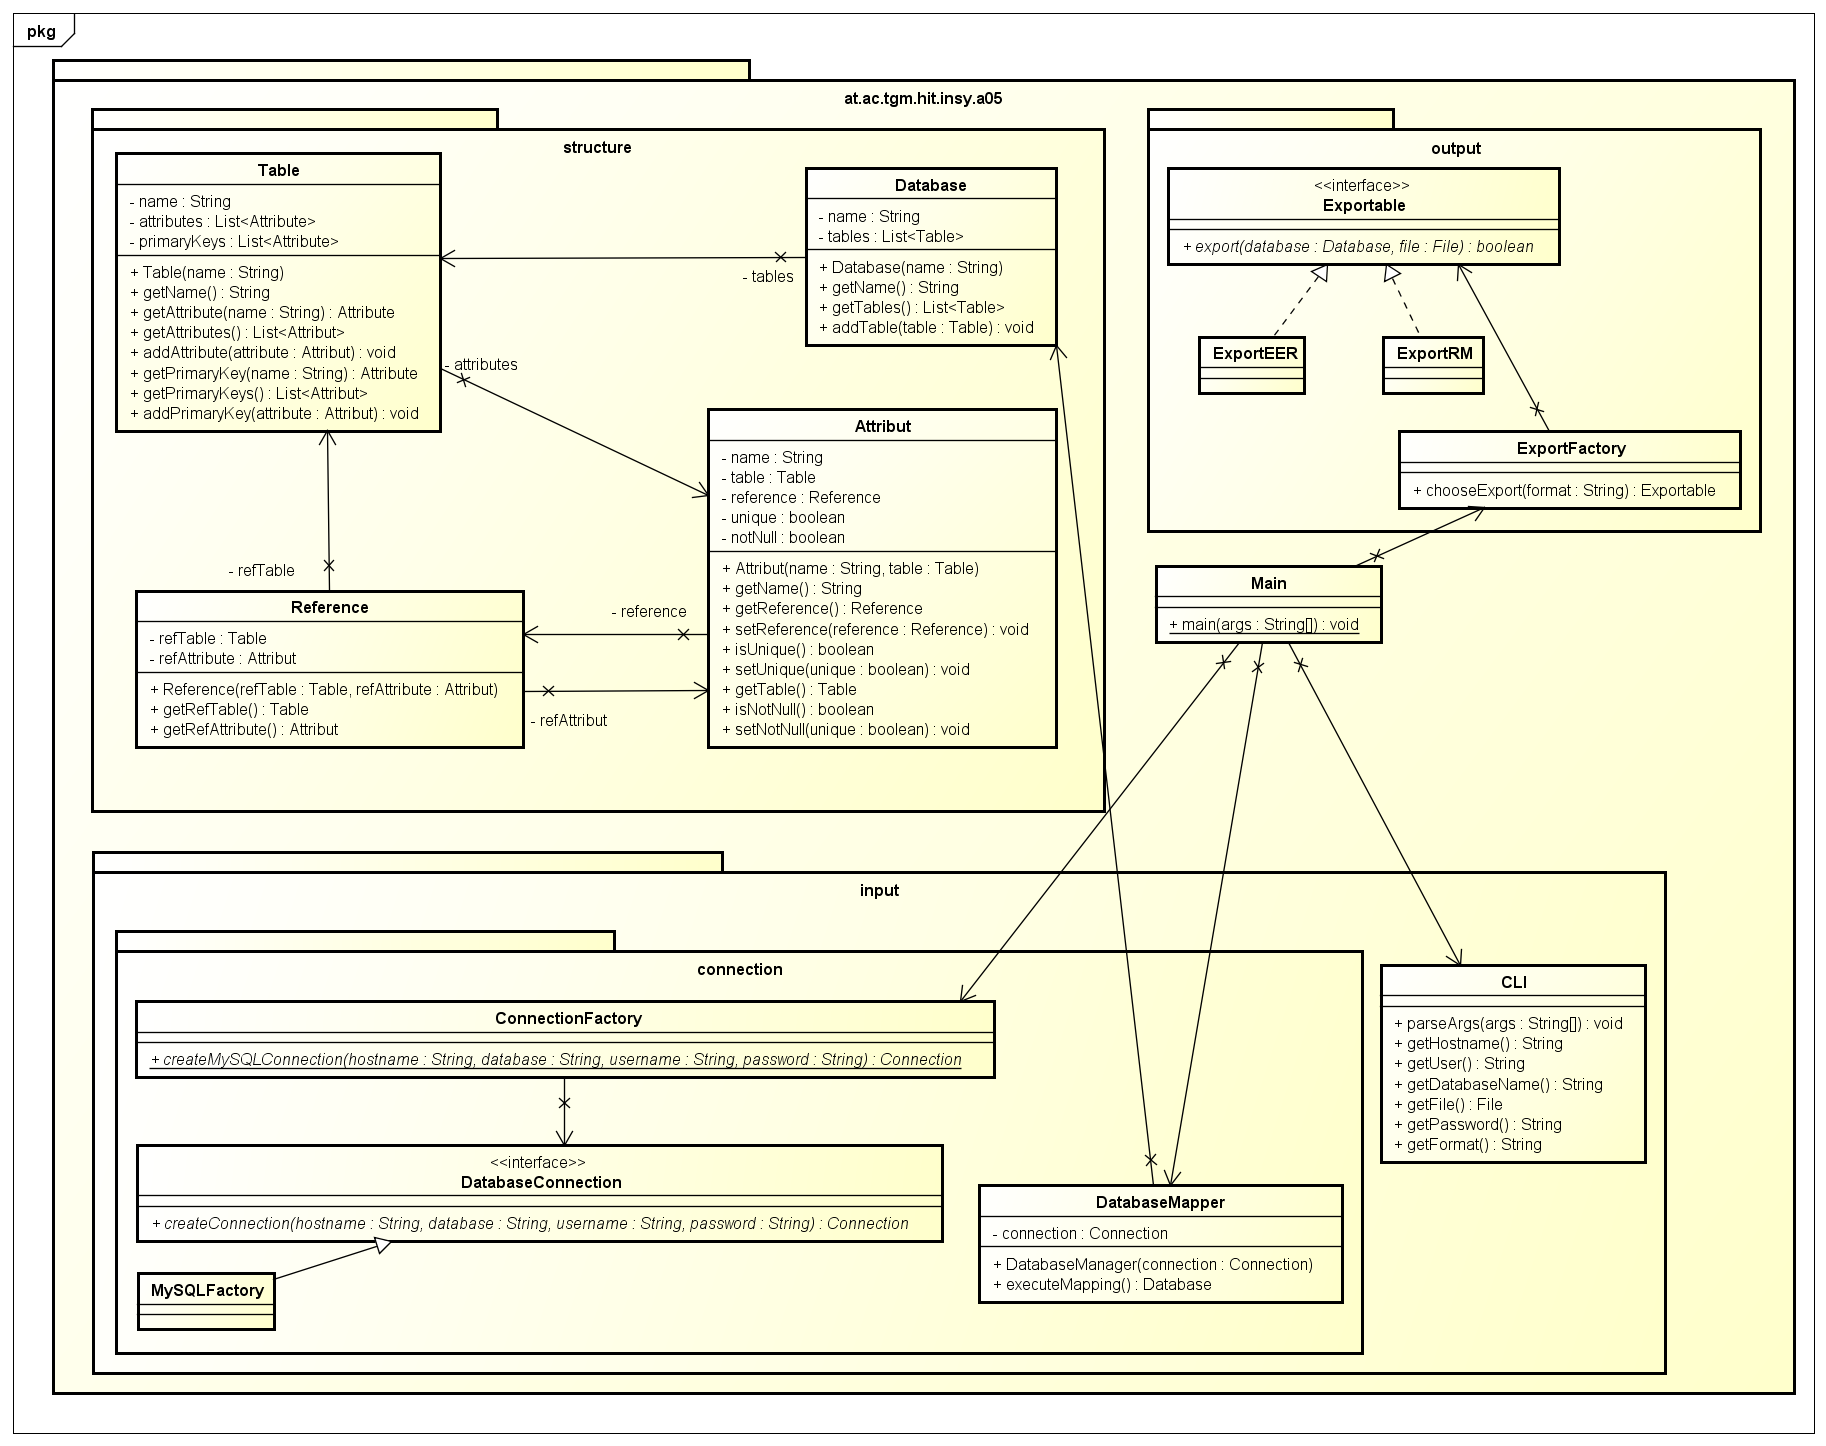 pkg
at.ac.tgm.hit.insy.a05
structure
Table
- name : String
- attributes : List<Attribute>
- primaryKeys : List<Attribute>
+ Table(name : String)
+ getName() : String
+ getAttribute(name : String) : Attribute
+ getAttributes() : List<Attribut>
+ addAttribute(attribute : Attribut) : void
+ getPrimaryKey(name : String) : Attribute
+ getPrimaryKeys() : List<Attribut>
+ addPrimaryKey(attribute : Attribut) : void
Database
- name : String
- tables : List<Table>
+ Database(name : String)
+ getName() : String
+ getTables() : List<Table>
+ addTable(table : Table) : void
- tables
- attributes
Attribut
- name : String
- table : Table
- reference : Reference
- unique : boolean
- notNull : boolean
+ Attribut(name : String, table : Table)
+ getName() : String
+ getReference() : Reference
+ setReference(reference : Reference) : void
+ isUnique() : boolean
+ setUnique(unique : boolean) : void
+ getTable() : Table
+ isNotNull() : boolean
+ setNotNull(unique : boolean) : void
- refTable
Reference
- refTable : Table
- refAttribute : Attribut
+ Reference(refTable : Table, refAttribute : Attribut)
+ getRefTable() : Table
+ getRefAttribute() : Attribut
- reference
- refAttribut
output
<<interface>>
Exportable
+ export(database : Database, file : File) : boolean
ExportEER
ExportRM
ExportFactory
+ chooseExport(format : String) : Exportable
Main
+ main(args : String[]) : void
input
connection
ConnectionFactory
+ createMySQLConnection(hostname : String, database : String, username : String, password : String) : Connection
<<interface>>
DatabaseConnection
+ createConnection(hostname : String, database : String, username : String, password : String) : Connection
MySQLFactory
DatabaseMapper
- connection : Connection
+ DatabaseManager(connection : Connection)
+ executeMapping() : Database
CLI
+ parseArgs(args : String[]) : void
+ getHostname() : String
+ getUser() : String
+ getDatabaseName() : String
+ getFile() : File
+ getPassword() : String
+ getFormat() : String